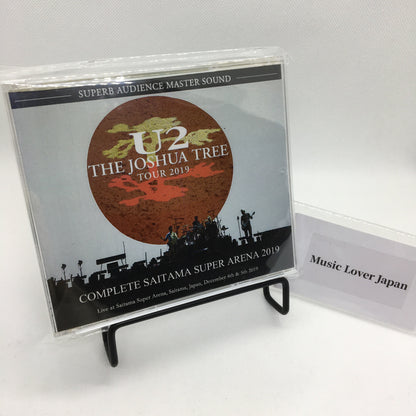 SUPERB AUDIENCE MASTER SOUND
U2
THE JOSHUA TREE
TOUR 2019
COMPLETE SAITAMA SUPER ARENA 2019
Live at Saitama Super Arena, Saitama, Japan, December 4th & 5th 2019
Music Lover Japan